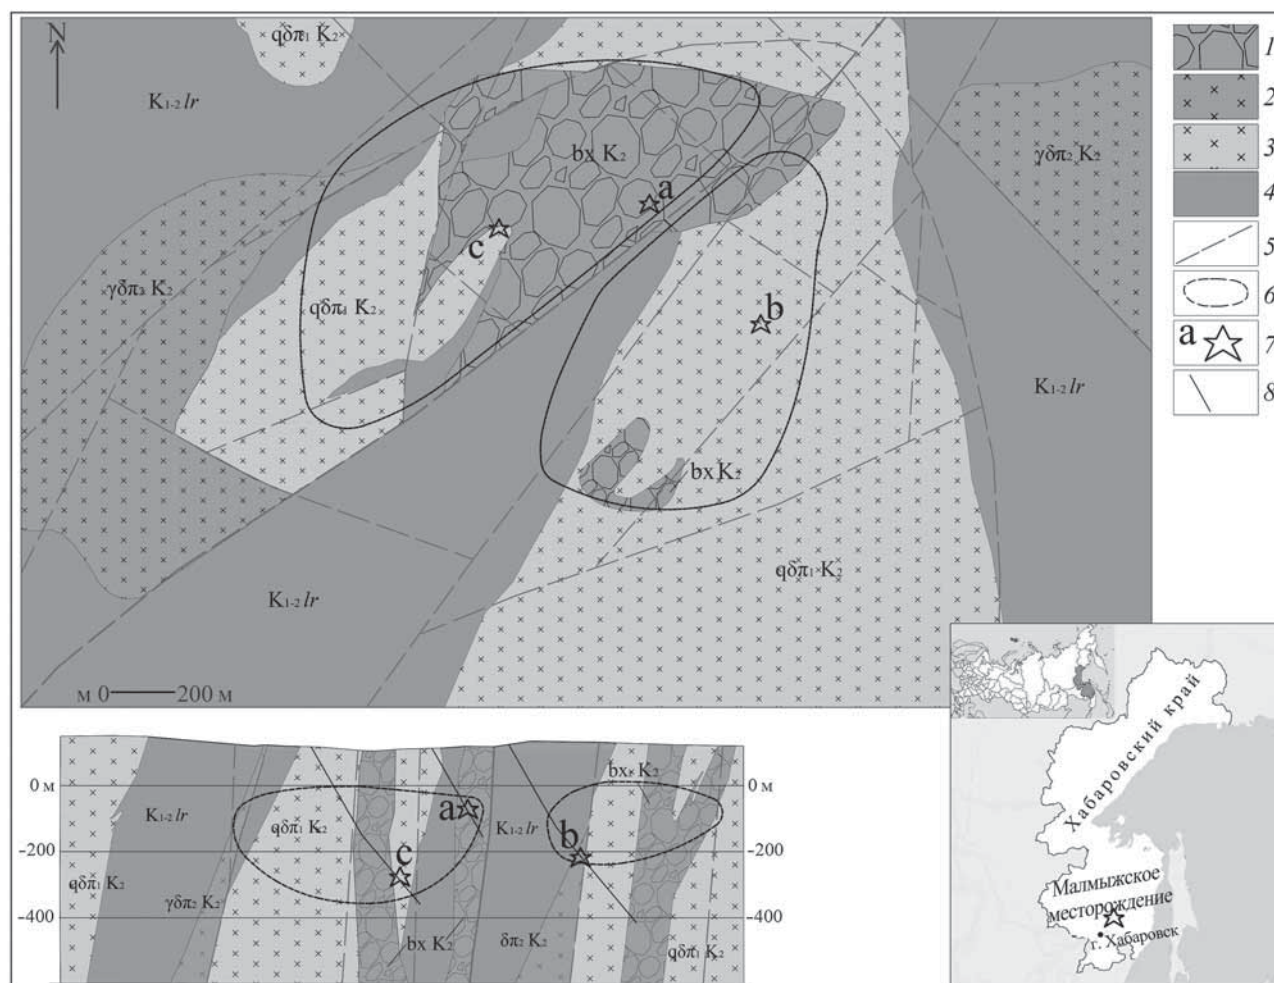 N
qδπ₁ K₂
1
K₁₋₂ lr
2
bx K₂
γδπ₂ K₂
3
a
4
c
5
γδπ₂ K₂
qδπ₁ K₂
b
6
a
7
K₁₋₂ lr
8
bx K₂
qδπ₁ K₂
K₁₋₂ lr
м 0 200 м
0 м
bx K₂
0 м
K₁₋₂ lr
qδπ₁ K₂
a
K₁₋₂ lr
b
–200
c
–200
qδπ₁ K₂
γδπ₂ K₂
–400
–400
bx K₂
δπ₂ K₂
qδπ₁ K₂
Хабаровский край
Малмыжское
месторождение
г. Хабаровск